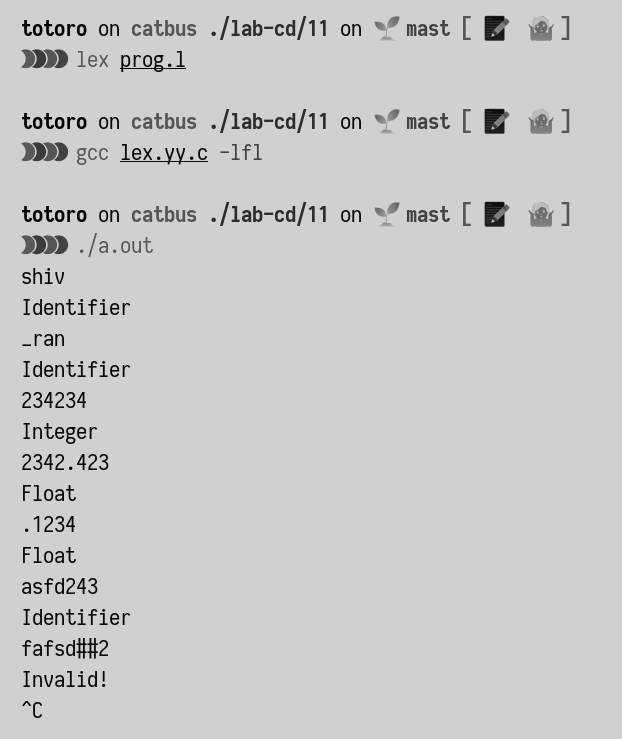 totoro on catbus ./lab-cd/11 on 🌱 mast [ 📝 🤷 ]
lex prog.l
totoro on catbus ./lab-cd/11 on 🌱 mast [ 📝 🤷 ]
gcc lex.yy.c -lfl
totoro on catbus ./lab-cd/11 on 🌱 mast [ 📝 🤷 ]
./a.out
shiv
Identifier
_ran
Identifier
234234
Integer
2342.423
Float
.1234
Float
asfd243
Identifier
fafsd##2
Invalid!
^C